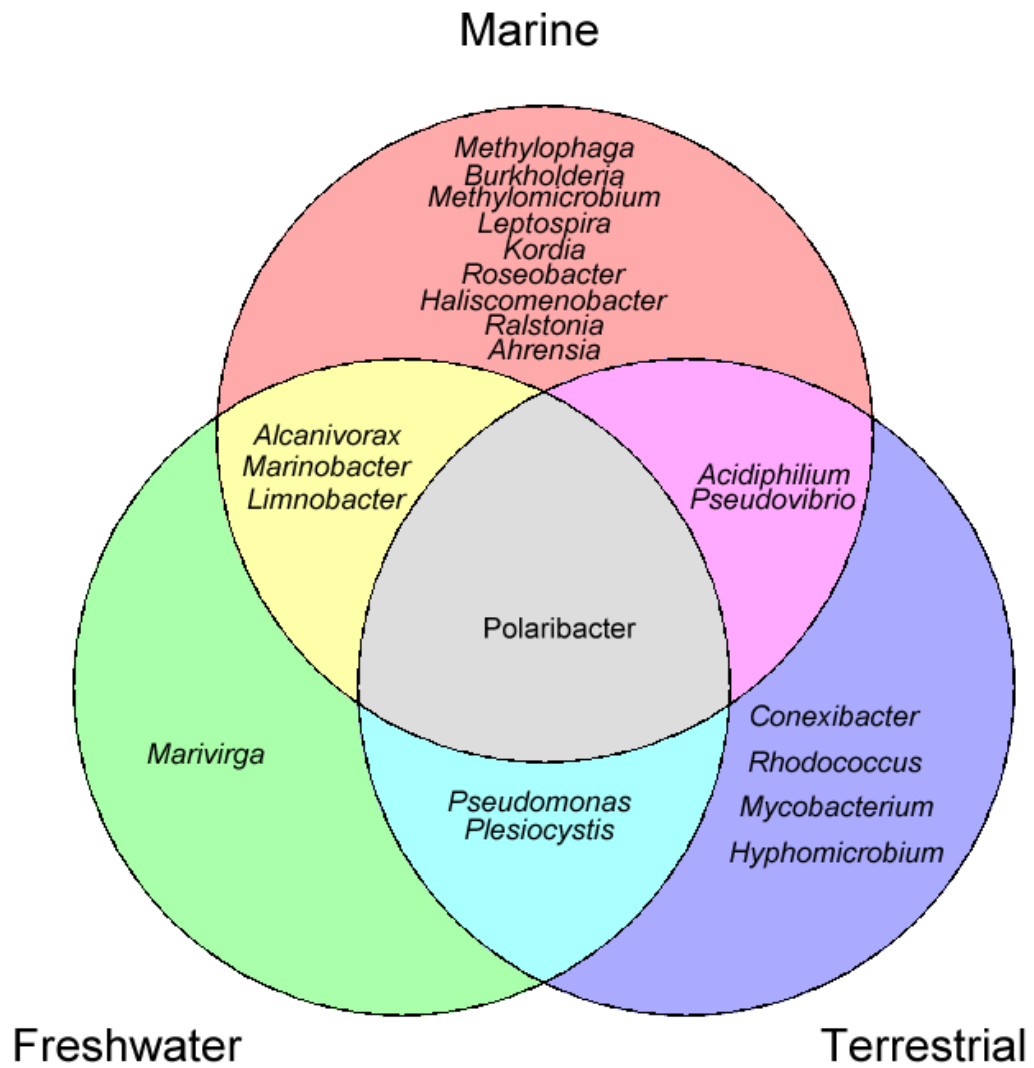 Marine
Methylophaga
Burkholderia
Methylomicrobium
Leptospira
Kordia
Roseobacter
Haliscomenobacter
Ralstonia
Ahrensia
Alcanivorax
Marinobacter
Limnobacter
Acidiphilium
Pseudovibrio
Polaribacter
Marivirga
Pseudomonas
Plesiocystis
Conexibacter
Rhodococcus
Mycobacterium
Hyphomicrobium
Freshwater
Terrestrial